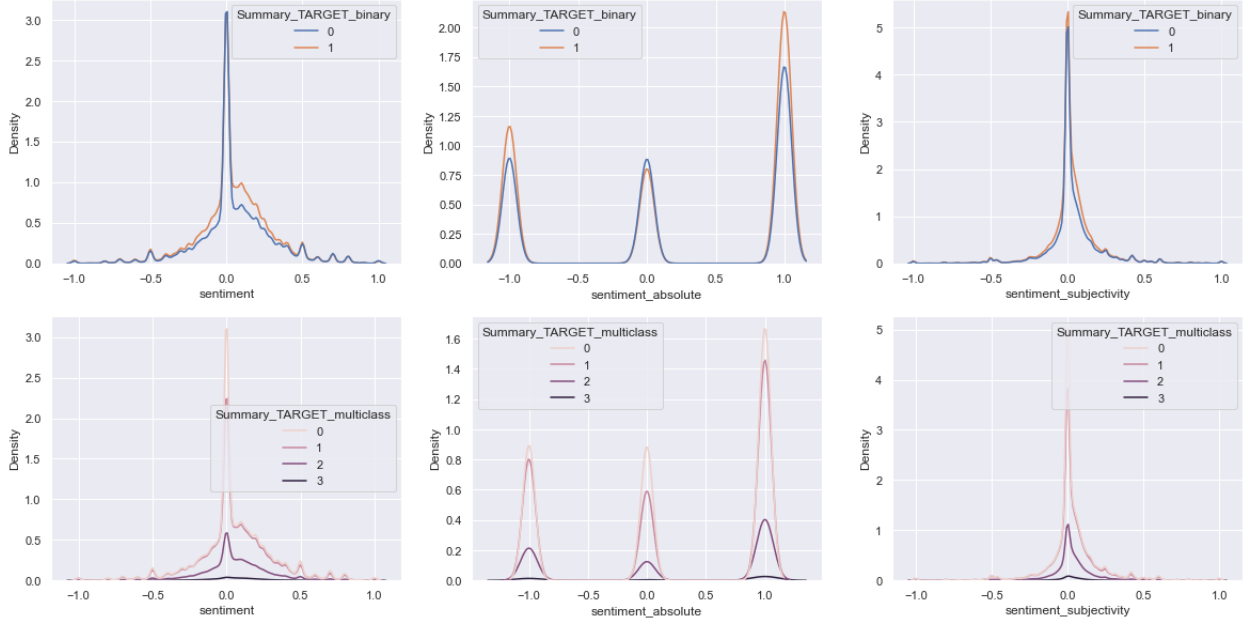 Summary_TARGET_binary
0
1
3.0
2.5
2.0
1.5
1.0
0.5
0.0
Density
−1.0 −0.5 0.0 0.5 1.0
sentiment
Summary_TARGET_binary
0
1
2.00
1.75
1.50
1.25
1.00
0.75
0.50
0.25
0.00
Density
−1.0 −0.5 0.0 0.5 1.0
sentiment_absolute
Summary_TARGET_binary
0
1
5
4
3
2
1
0
Density
−1.0 −0.5 0.0 0.5 1.0
sentiment_subjectivity
Summary_TARGET_multiclass
0
1
2
3
3.0
2.5
2.0
1.5
1.0
0.5
0.0
Density
−1.0 −0.5 0.0 0.5 1.0
sentiment
Summary_TARGET_multiclass
0
1
2
3
1.6
1.4
1.2
1.0
0.8
0.6
0.4
0.2
0.0
Density
−1.0 −0.5 0.0 0.5 1.0
sentiment_absolute
Summary_TARGET_multiclass
0
1
2
3
5
4
3
2
1
0
Density
−1.0 −0.5 0.0 0.5 1.0
sentiment_subjectivity